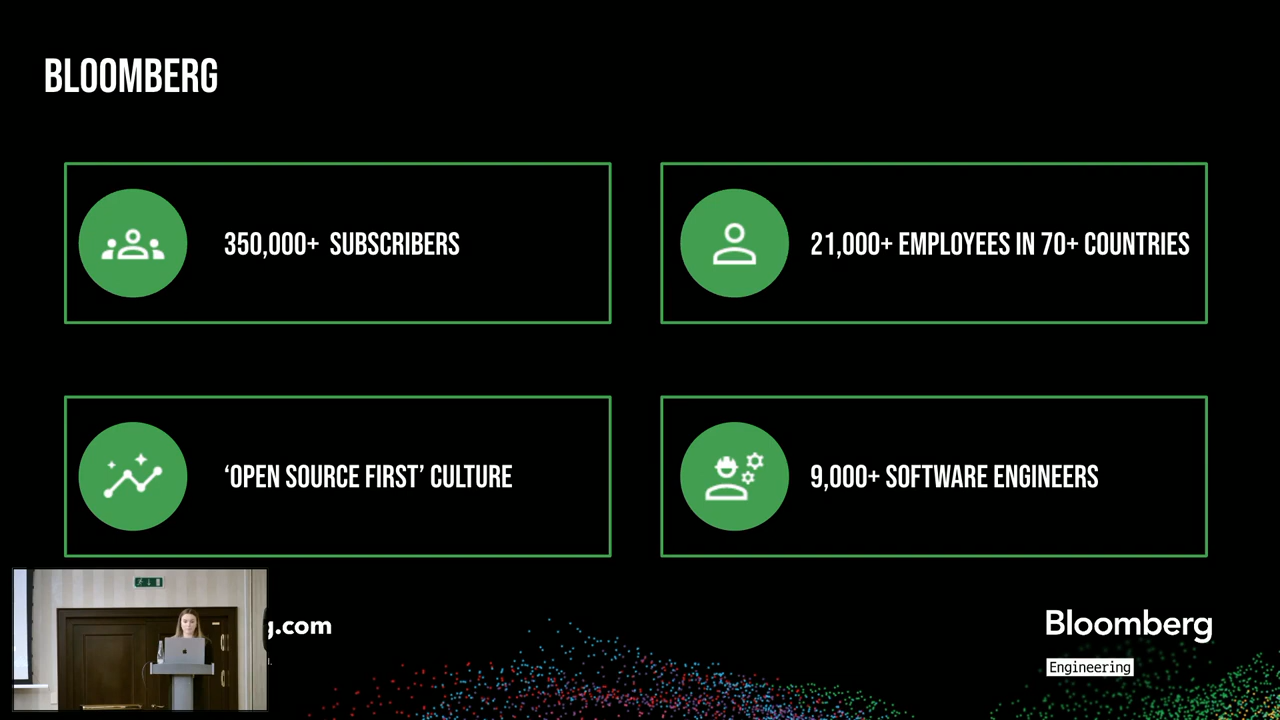 BLOOMBERG
350,000+ SUBSCRIBERS
21,000+ EMPLOYEES IN 70+ COUNTRIES
‘OPEN SOURCE FIRST’ CULTURE
9,000+ SOFTWARE ENGINEERS
g.com
Bloomberg
Engineering